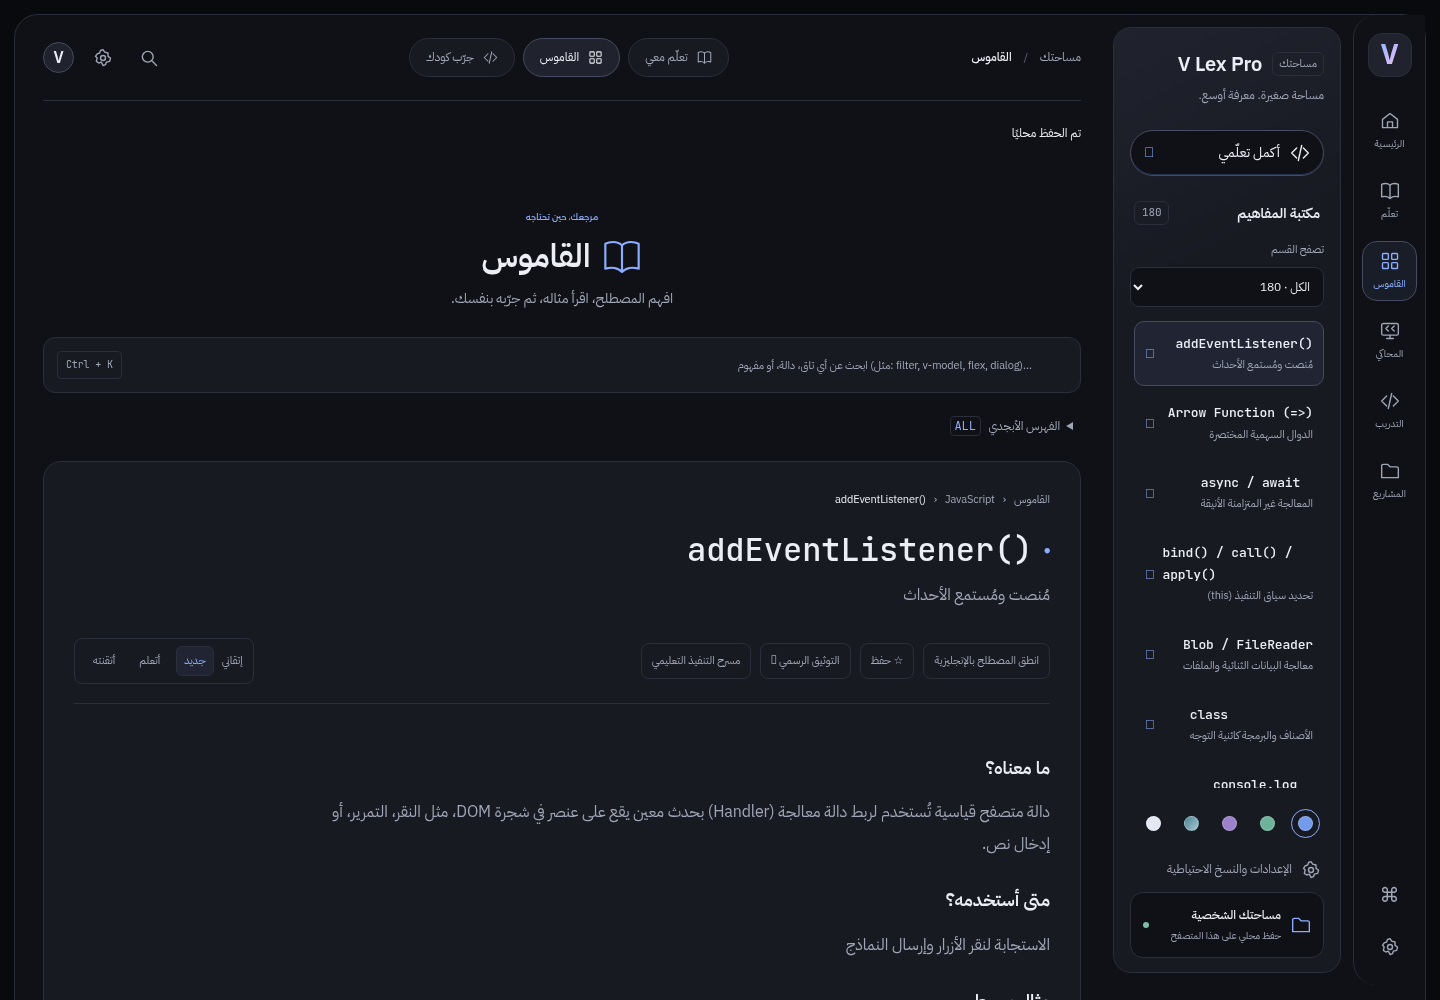 V
الرئيسية
تعلّم
القاموس
المحاكي
التدريب
المشاريع
مساحتك
V Lex Pro
مساحة صغيرة. معرفة أوسع.
أكمل تعلّمي
مكتبة المفاهيم
180
تصفح القسم
الكل · 180
addEventListener()
مُنصت ومُستمع الأحداث
Arrow Function (=>)
الدوال السهمية المختصرة
async / await
المعالجة غير المتزامنة الأنيقة
bind() / call() /
apply()
تحديد سياق التنفيذ (this)
Blob / FileReader
معالجة البيانات الثنائية والملفات
class
الأصناف والبرمجة كائنية التوجه
console.log
الإعدادات والنسخ الاحتياطية
مساحتك الشخصية
حفظ محلي على هذا المتصفح
مساحتك / القاموس
تعلّم معي
القاموس
جرّب كودك
V
تم الحفظ محليًا
مرجعك، حين تحتاجه
القاموس
افهم المصطلح، اقرأ مثاله، ثم جرّبه بنفسك.
ابحث عن أي تاق، دالة، أو مفهوم (مثل: filter, v-model, flex, dialog)...
Ctrl + K
الفهرس الأبجدي ALL
القاموس › JavaScript › addEventListener()
addEventListener()
مُنصت ومُستمع الأحداث
انطق المصطلح بالإنجليزية
☆ حفظ
التوثيق الرسمي
مسرح التنفيذ التعليمي
إتقاني
جديد
أتعلم
أتقنته
ما معناه؟
دالة متصفح قياسية تُستخدم لربط دالة معالجة (Handler) بحدث معين يقع على عنصر في شجرة DOM، مثل النقر، التمرير، أو
إدخال نص.
متى أستخدمه؟
الاستجابة لنقر الأزرار وإرسال النماذج